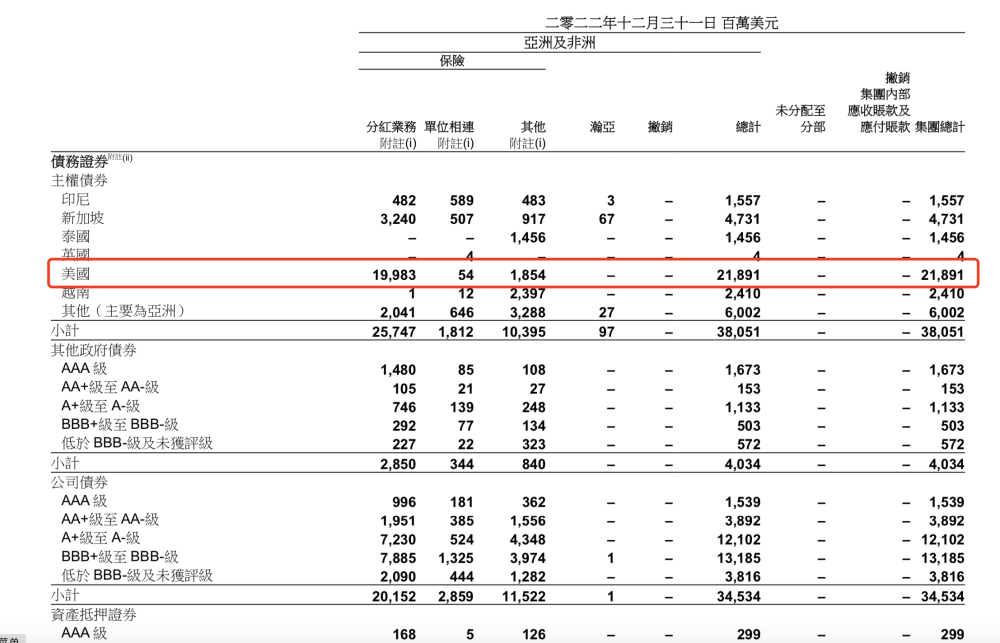 二零二二年十二月三十一日 百萬美元
亞洲及非洲
保險
撇銷
集團內部
未分配至 應收賬款及
分紅業務 單位相連 其他 瀚亞 撇銷 總計 分部 應付賬款 集團總計
附註(i) 附註(i) 附註(i)
債務證券附註(ii)
主權債券
印尼 482 589 483 3 – 1,557 – – 1,557
新加坡 3,240 507 917 67 – 4,731 – – 4,731
泰國 – – 1,456 – – 1,456 – – 1,456
英國 – 4 – – – 4 – – 4
美國 19,983 54 1,854 – – 21,891 – – 21,891
越南 1 12 2,397 – – 2,410 – – 2,410
其他（主要為亞洲） 2,041 646 3,288 27 – 6,002 – – 6,002
小計 25,747 1,812 10,395 97 – 38,051 – – 38,051
其他政府債券
AAA 級 1,480 85 108 – – 1,673 – – 1,673
AA+級至 AA-級 105 21 27 – – 153 – – 153
A+級至 A-級 746 139 248 – – 1,133 – – 1,133
BBB+級至 BBB-級 292 77 134 – – 503 – – 503
低於 BBB-級及未獲評級 227 22 323 – – 572 – – 572
小計 2,850 344 840 – – 4,034 – – 4,034
公司債券
AAA 級 996 181 362 – – 1,539 – – 1,539
AA+級至 AA-級 1,951 385 1,556 – – 3,892 – – 3,892
A+級至 A-級 7,230 524 4,348 – – 12,102 – – 12,102
BBB+級至 BBB-級 7,885 1,325 3,974 1 – 13,185 – – 13,185
低於 BBB-級及未獲評級 2,090 444 1,282 – – 3,816 – – 3,816
小計 20,152 2,859 11,522 1 – 34,534 – – 34,534
資產抵押證券
AAA 級 168 5 126 – – 299 – – 299